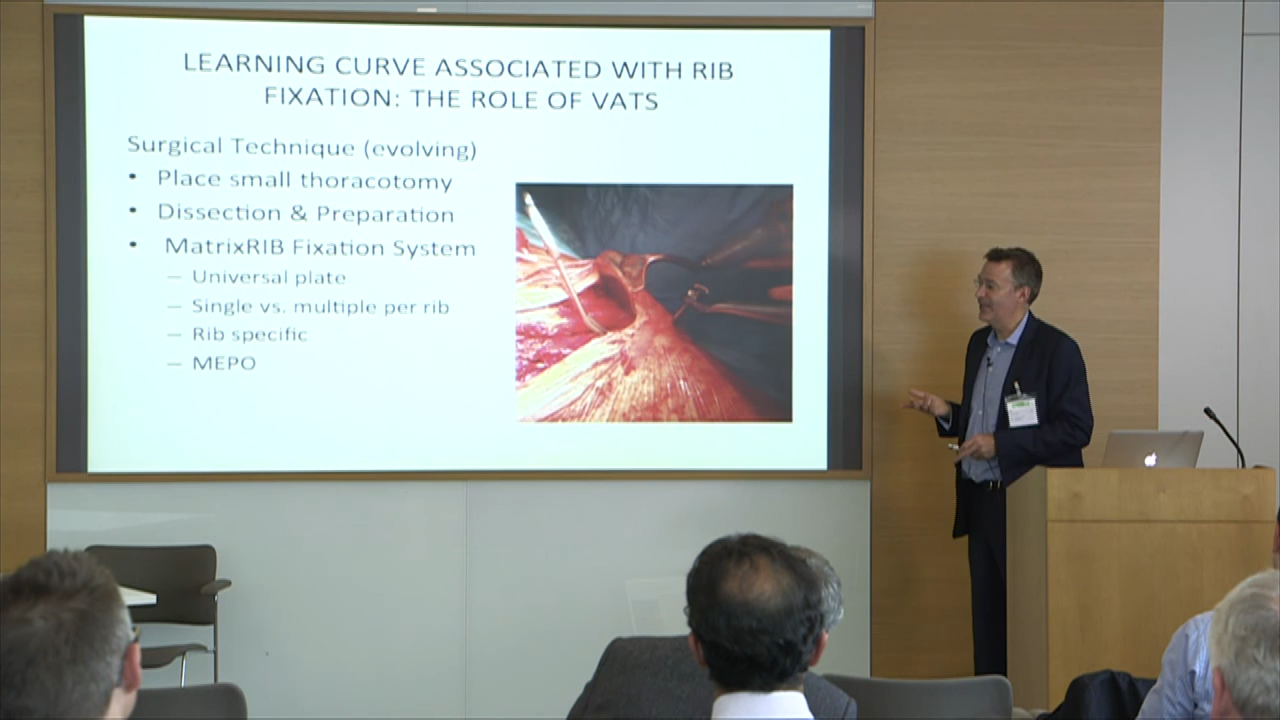 LEARNING CURVE ASSOCIATED WITH RIB
FIXATION: THE ROLE OF VATS
Surgical Technique (evolving)
• Place small thoracotomy
• Dissection & Preparation
• MatrixRIB Fixation System
– Universal plate
– Single vs. multiple per rib
– Rib specific
– MEPO